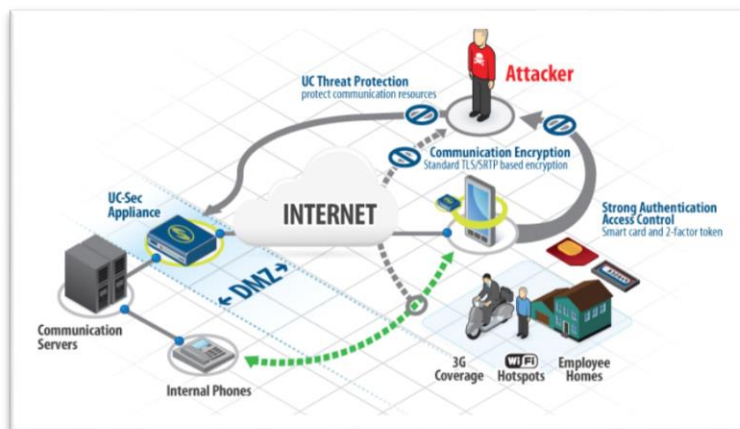 Attacker
UC Threat Protection
protect communication resources
Communication Encryption
Standard TLS/SRTP based encryption
UC-Sec
Appliance
INTERNET
Strong Authentication
Access Control
Smart card and 2-factor token
DMZ
Communication
Servers
Internal Phones
3G
Coverage
WiFi
Hotspots
Employee
Homes